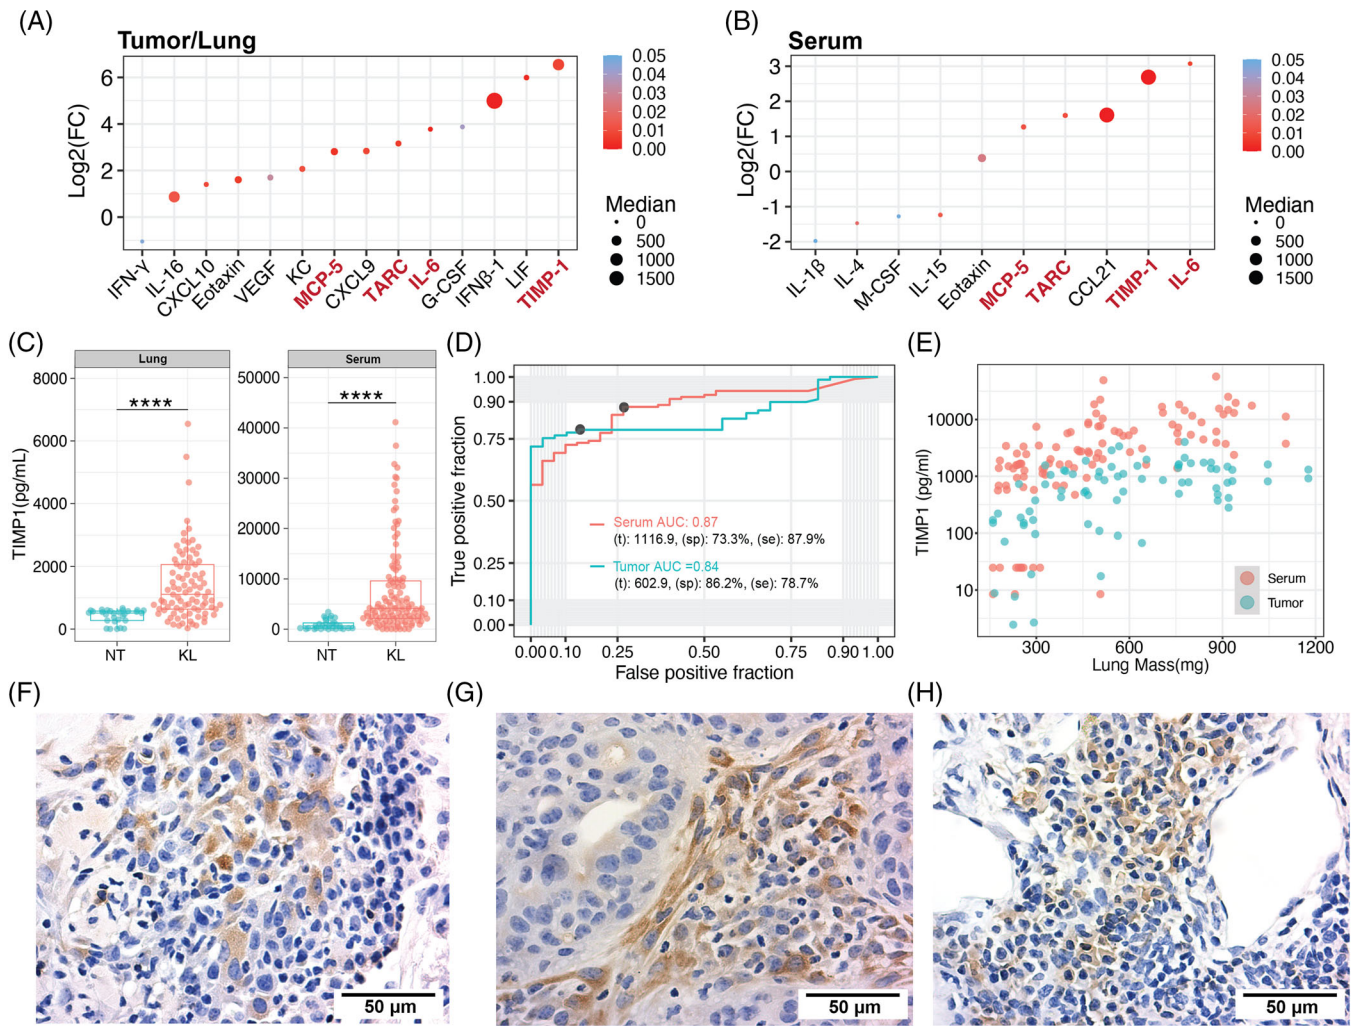 (A)
Tumor/Lung
Log2(FC)
6
4
2
0
IFN-γ
IL-16
CXCL10
Eotaxin
VEGF
KC
MCP-5
CXCL9
TARC
IL-6
G-CSF
IFNβ-1
LIF
TIMP-1
0.05
0.04
0.03
0.02
0.01
0.00
Median
0
500
1000
1500
(B)
Serum
Log2(FC)
3
2
1
0
-1
-2
IL-1β
IL-4
M-CSF
IL-15
Eotaxin
MCP-5
TARC
CCL21
TIMP-1
IL-6
0.05
0.04
0.03
0.02
0.01
0.00
Median
0
500
1000
1500
(C)
Lung
TIMP1(pg/mL)
8000
6000
4000
2000
0
****
NT
KL
Serum
50000
40000
30000
20000
10000
0
****
NT
KL
(D)
True positive fraction
1.00
0.90
0.75
0.50
0.25
0.10
0.00
Serum AUC: 0.87
(t): 1116.9, (sp): 73.3%, (se): 87.9%
Tumor AUC =0.84
(t): 602.9, (sp): 86.2%, (se): 78.7%
0.00 0.10 0.25 0.50 0.75 0.90 1.00
False positive fraction
(E)
TIMP1 (pg/ml)
10000
1000
100
10
Serum
Tumor
300 600 900 1200
Lung Mass(mg)
(F)
50 µm
(G)
50 µm
(H)
50 µm